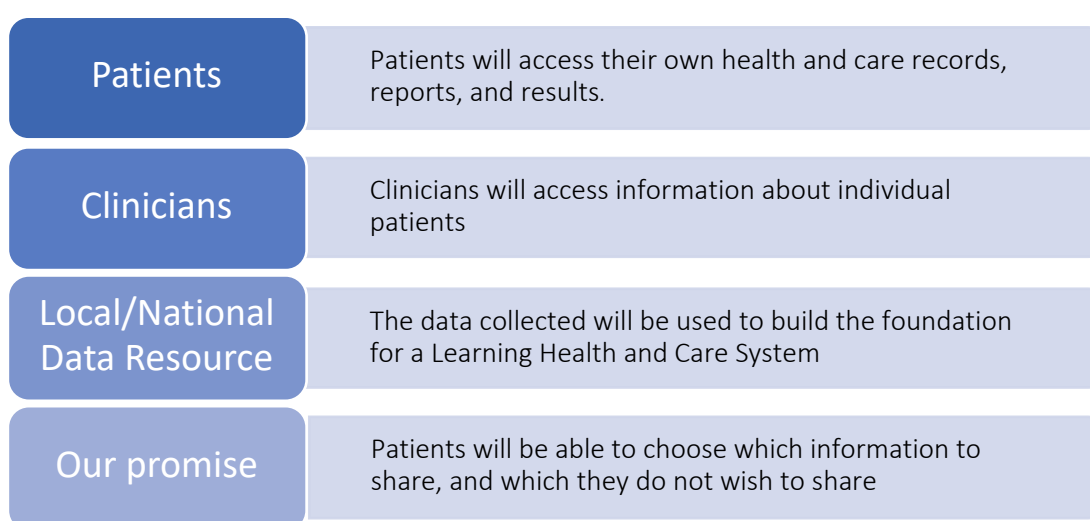 Patients
Patients will access their own health and care records,
reports, and results.
Clinicians
Clinicians will access information about individual
patients
Local/National
Data Resource
The data collected will be used to build the foundation
for a Learning Health and Care System
Our promise
Patients will be able to choose which information to
share, and which they do not wish to share